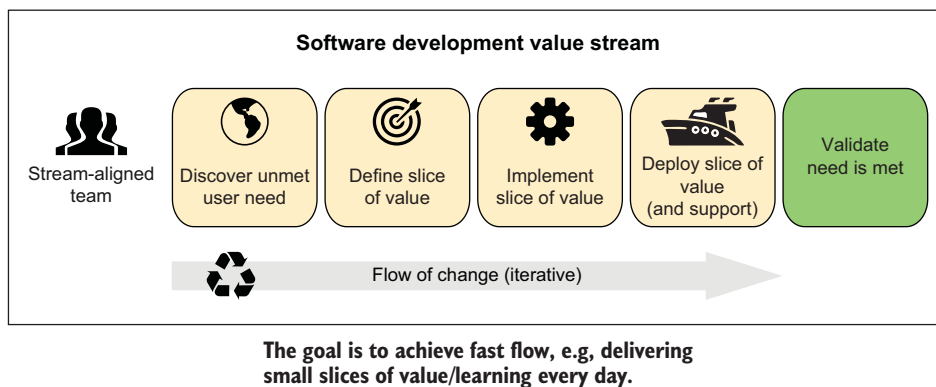 Software development value stream
Stream-aligned
team
Discover unmet
user need
Define slice
of value
Implement
slice of value
Deploy slice of
value
(and support)
Validate
need is met
Flow of change (iterative)
The goal is to achieve fast flow, e.g, delivering
small slices of value/learning every day.